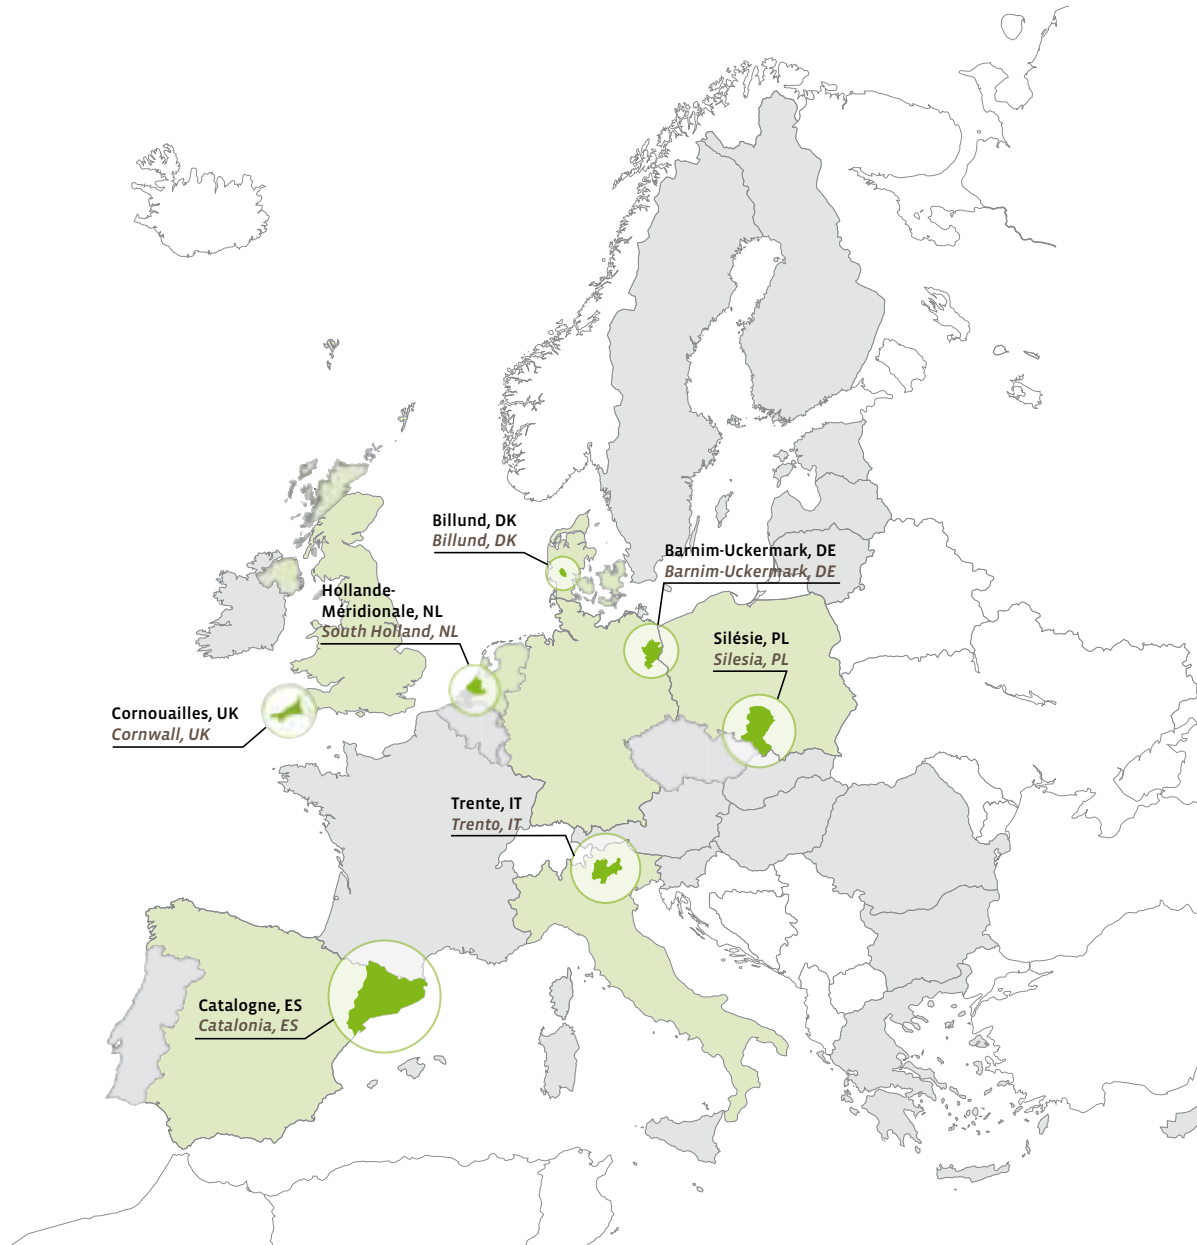 Billund, DK
Billund, DK
Barnim-Uckermark, DE
Barnim-Uckermark, DE
Hollande-
Méridionale, NL
South Holland, NL
Silésie, PL
Silesia, PL
Cornouailles, UK
Cornwall, UK
Trente, IT
Trento, IT
Catalogne, ES
Catalonia, ES